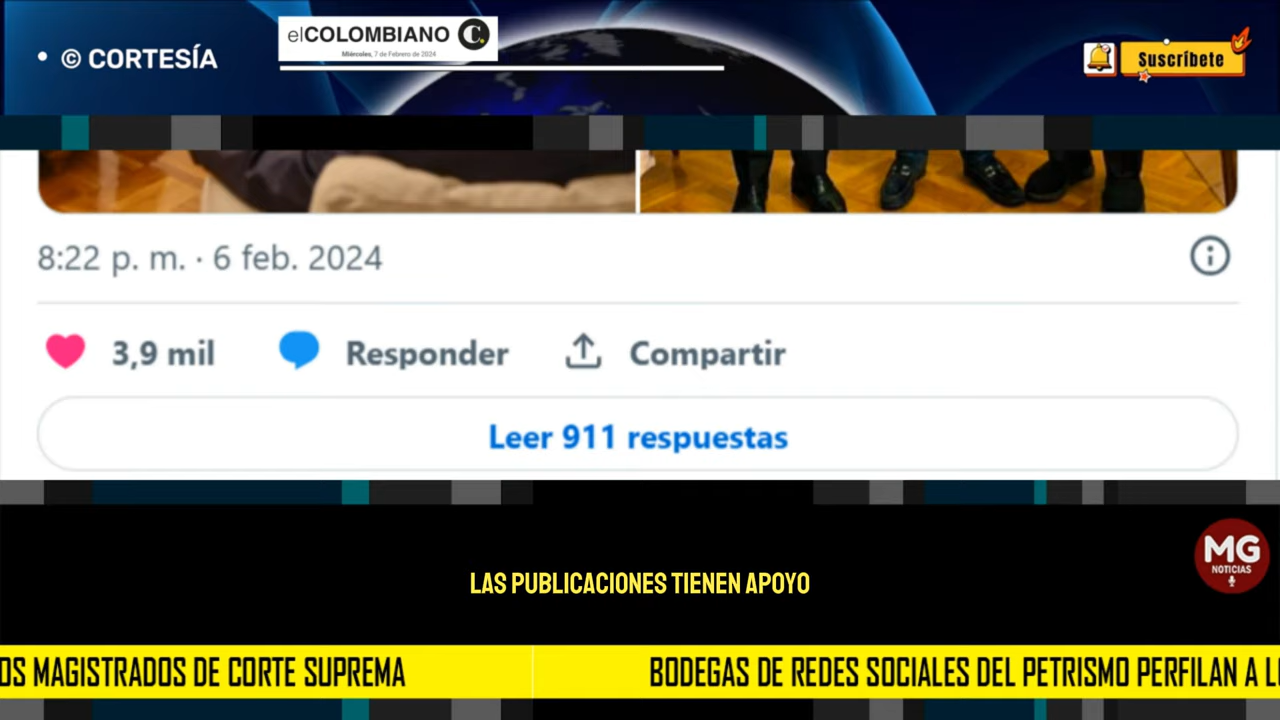 © CORTESÍA
elCOLOMBIANO C.
Miércoles, 7 de Febrero de 2024
Suscríbete
8:22 p. m. · 6 feb. 2024
3,9 mil Responder Compartir
Leer 911 respuestas
MG
NOTICIAS
LAS PUBLICACIONES TIENEN APOYO
OS MAGISTRADOS DE CORTE SUPREMA BODEGAS DE REDES SOCIALES DEL PETRISMO PERFILAN A L